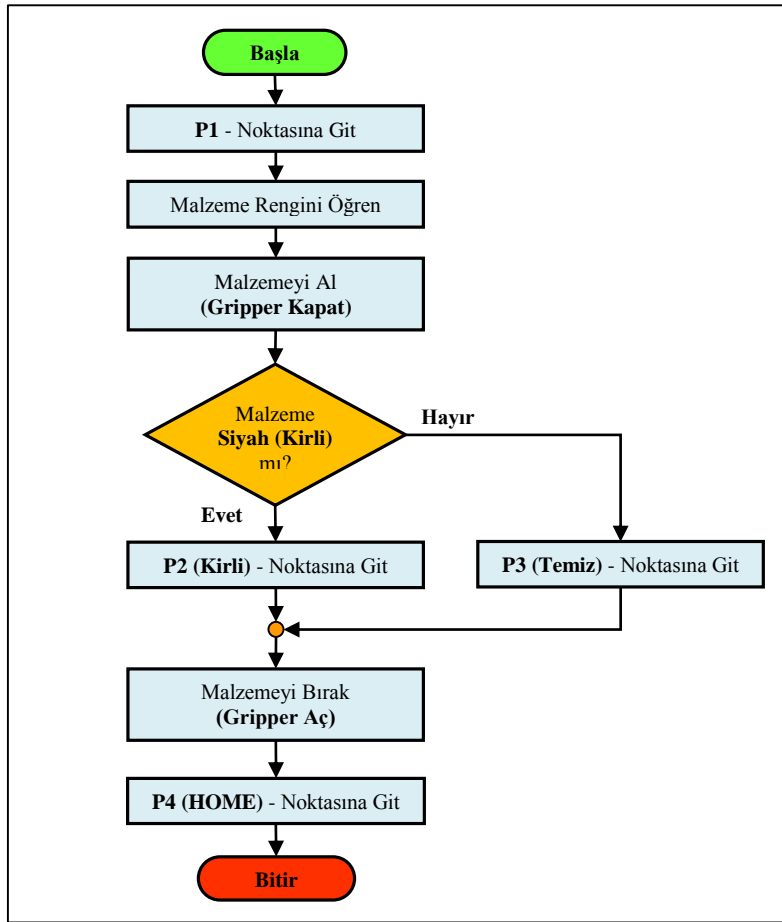 Başla
P1 - Noktasına Git
Malzeme Rengini Öğren
Malzemeyi Al
(Gripper Kapat)
Malzeme
Siyah (Kirli)
mı?
Hayır
Evet
P2 (Kirli) - Noktasına Git
P3 (Temiz) - Noktasına Git
Malzemeyi Bırak
(Gripper Aç)
P4 (HOME) - Noktasına Git
Bitir